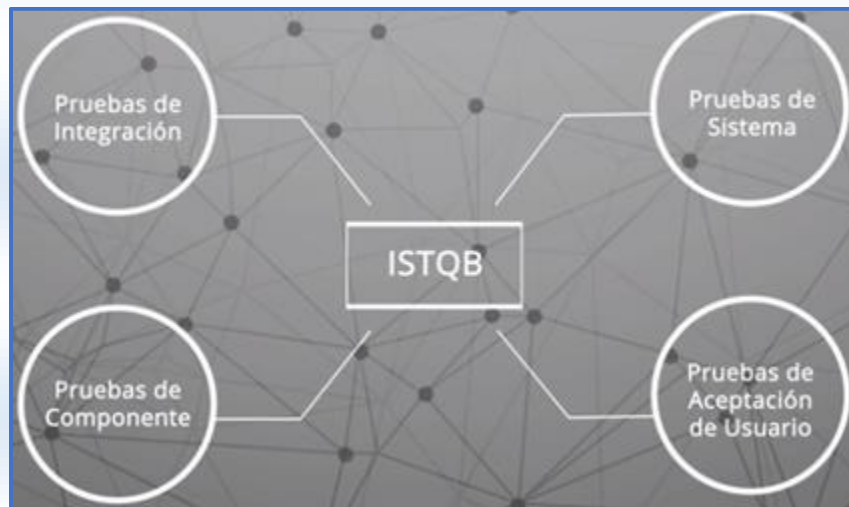 Pruebas de
Integración
Pruebas de
Sistema
ISTQB
Pruebas de
Componente
Pruebas de
Aceptación
de Usuario